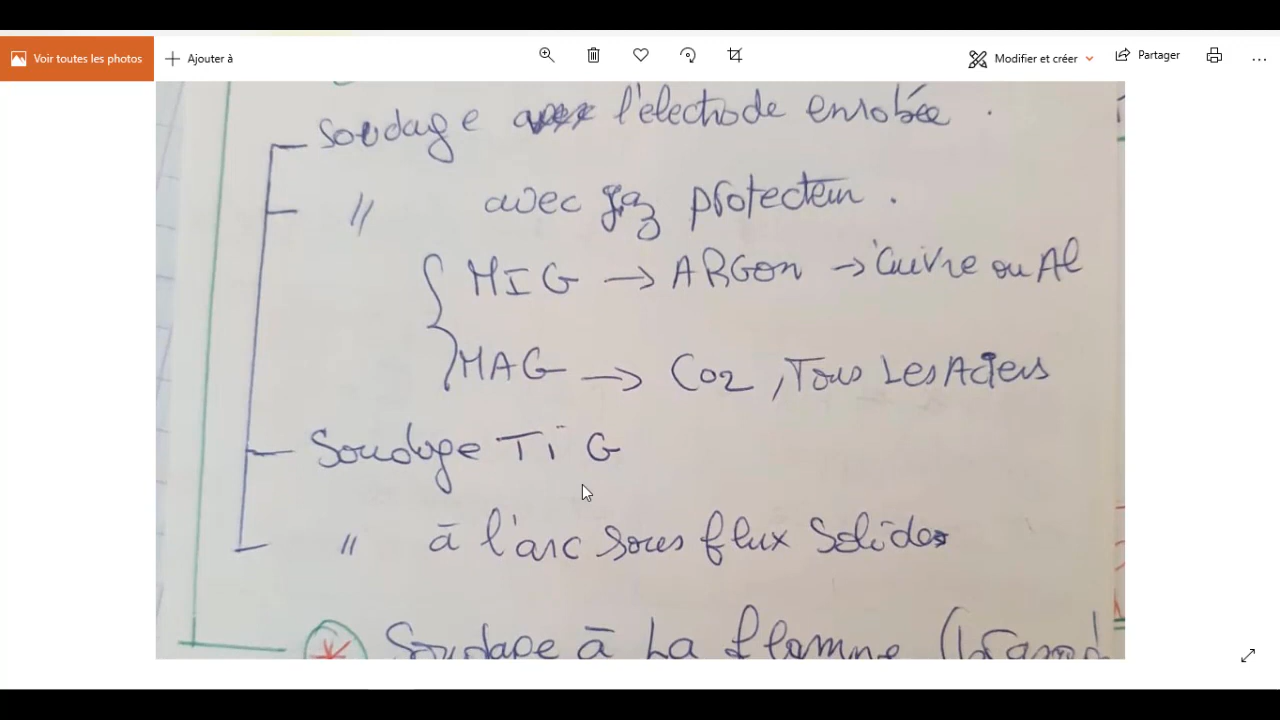 Voir toutes les photos
Ajouter à
Modifier et créer
Partager
Soudage avec l'électrode enrobée.
" avec gaz protecteur.
MIG → ARGON → Cuivre ou Al
MAG → CO2, Tous Les Aciers
Soudage TiG
" à l'arc sous flux solides
Soudage à La flamme